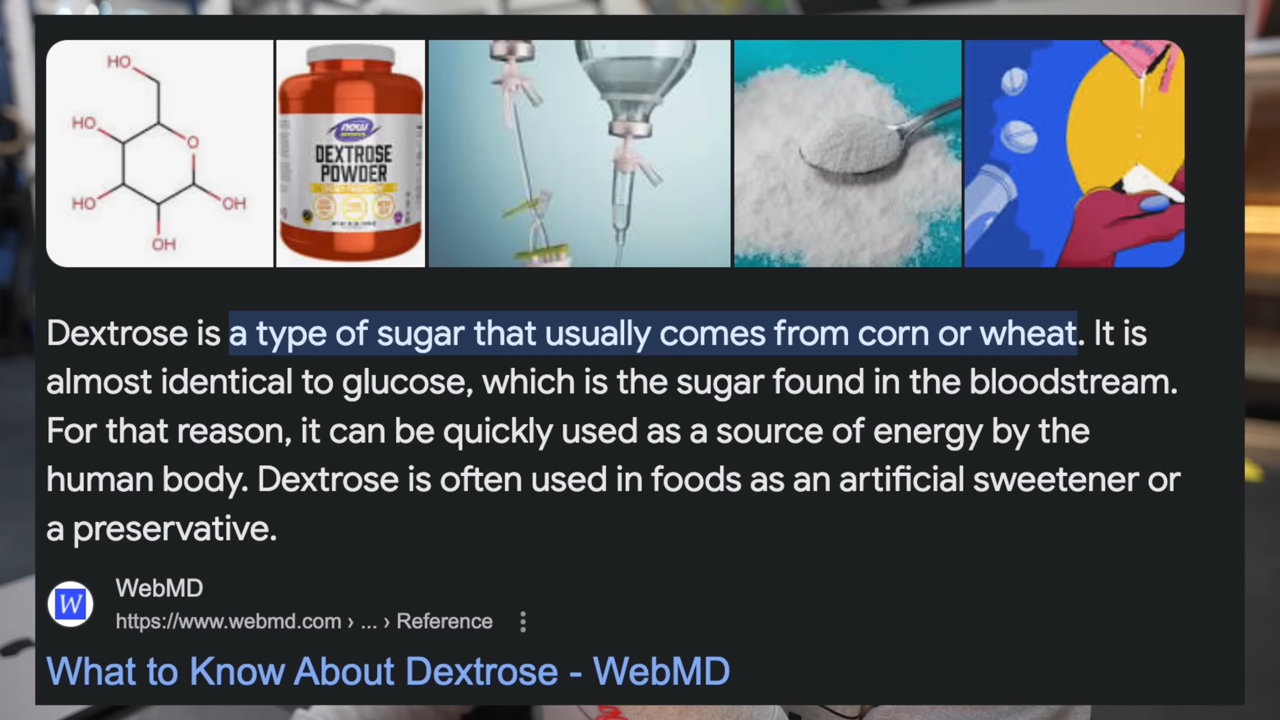 HO
HO
O
HO
OH
OH
now
SPORTS
DEXTROSE
POWDER
Dextrose is a type of sugar that usually comes from corn or wheat. It is
almost identical to glucose, which is the sugar found in the bloodstream.
For that reason, it can be quickly used as a source of energy by the
human body. Dextrose is often used in foods as an artificial sweetener or
a preservative.
W
WebMD
https://www.webmd.com › ... › Reference
What to Know About Dextrose - WebMD